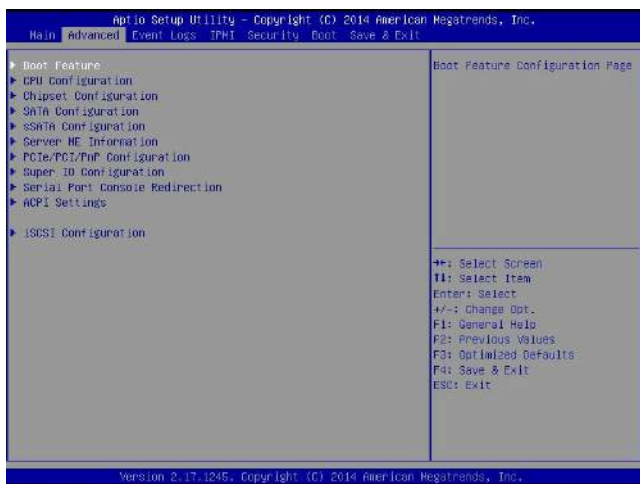 Aptio Setup Utility - Copyright (C) 2014 American Megatrends, Inc.
Main Advanced Event Logs IPMI Security Boot Save & Exit
Boot Feature
CPU Configuration
Chipset Configuration
SATA Configuration
sSATA Configuration
Server ME Information
PCIe/PCI/PnP Configuration
Super IO Configuration
Serial Port Console Redirection
ACPI Settings
iSCSI Configuration
Boot Feature Configuration Page
→←: Select Screen
↑↓: Select Item
Enter: Select
+/-: Change Opt.
F1: General Help
F2: Previous Values
F3: Optimized Defaults
F4: Save & Exit
ESC: Exit
Version 2.17.1245. Copyright (C) 2014 American Megatrends, Inc.